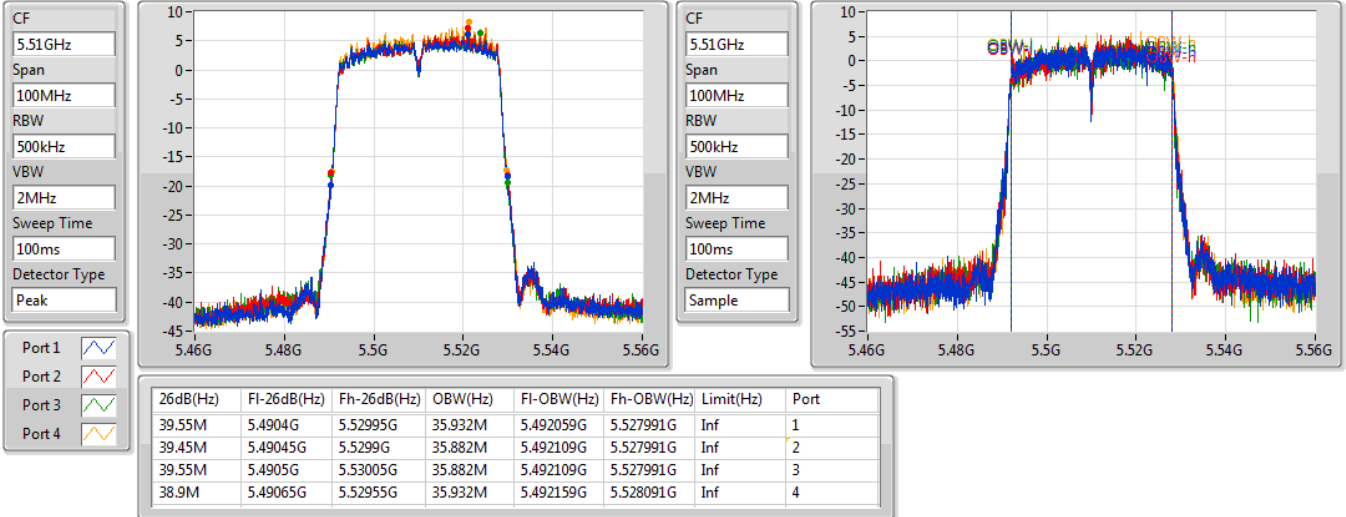 CF
5.51GHz
Span
100MHz
RBW
500kHz
VBW
2MHz
Sweep Time
100ms
Detector Type
Peak
10
5
0
-5
-10
-15
-20
-25
-30
-35
-40
-45
5.46G 5.48G 5.5G 5.52G 5.54G 5.56G
CF
5.51GHz
Span
100MHz
RBW
500kHz
VBW
2MHz
Sweep Time
100ms
Detector Type
Sample
10
5
0
-5
-10
-15
-20
-25
-30
-35
-40
-45
-50
-55
OBW-l OBW-h
OBW-h
5.46G 5.48G 5.5G 5.52G 5.54G 5.56G
Port 1
Port 2
Port 3
Port 4
26dB(Hz) Fl-26dB(Hz) Fh-26dB(Hz) OBW(Hz) Fl-OBW(Hz) Fh-OBW(Hz) Limit(Hz) Port
39.55M 5.4904G 5.52995G 35.932M 5.492059G 5.527991G Inf 1
39.45M 5.49045G 5.5299G 35.882M 5.492109G 5.527991G Inf 2
39.55M 5.4905G 5.53005G 35.882M 5.492109G 5.527991G Inf 3
38.9M 5.49065G 5.52955G 35.932M 5.492159G 5.528091G Inf 4